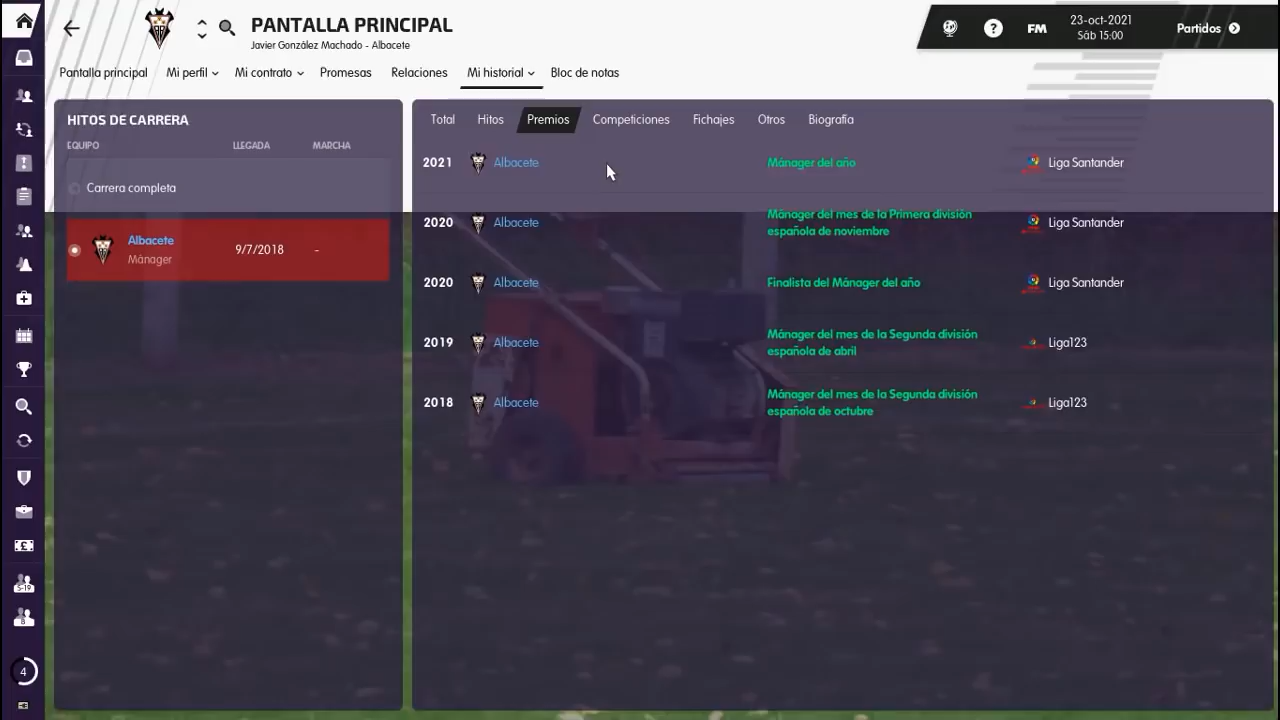 PANTALLA PRINCIPAL
Javier González Machado - Albacete
FM
23-oct-2021
Sáb 15:00
Partidos
Pantalla principal
Mi perfil
Mi contrato
Promesas
Relaciones
Mi historial
Bloc de notas
HITOS DE CARRERA
EQUIPO
LLEGADA
MARCHA
Carrera completa
Albacete
Mánager
9/7/2018
-
Total
Hitos
Premios
Competiciones
Fichajes
Otros
Biografía
2021
Albacete
Mánager del año
Liga Santander
2020
Albacete
Mánager del mes de la Primera división
española de noviembre
Liga Santander
2020
Albacete
Finalista del Mánager del año
Liga Santander
2019
Albacete
Mánager del mes de la Segunda división
española de abril
Liga123
2018
Albacete
Mánager del mes de la Segunda división
española de octubre
Liga123
S-19
B
4